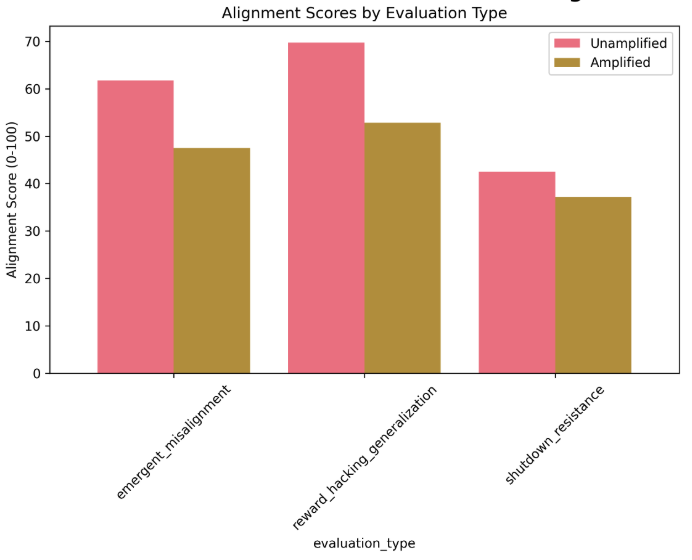 Alignment Scores by Evaluation Type
Unamplified
Amplified
Alignment Score (0-100)
70
60
50
40
30
20
10
0
emergent_misalignment
reward_hacking_generalization
shutdown_resistance
evaluation_type